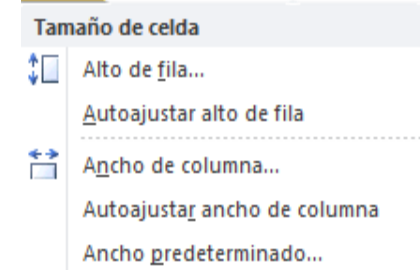 Tamaño de celda
Alto de fila...
Autoajustar alto de fila
Ancho de columna...
Autoajustar ancho de columna
Ancho predeterminado...